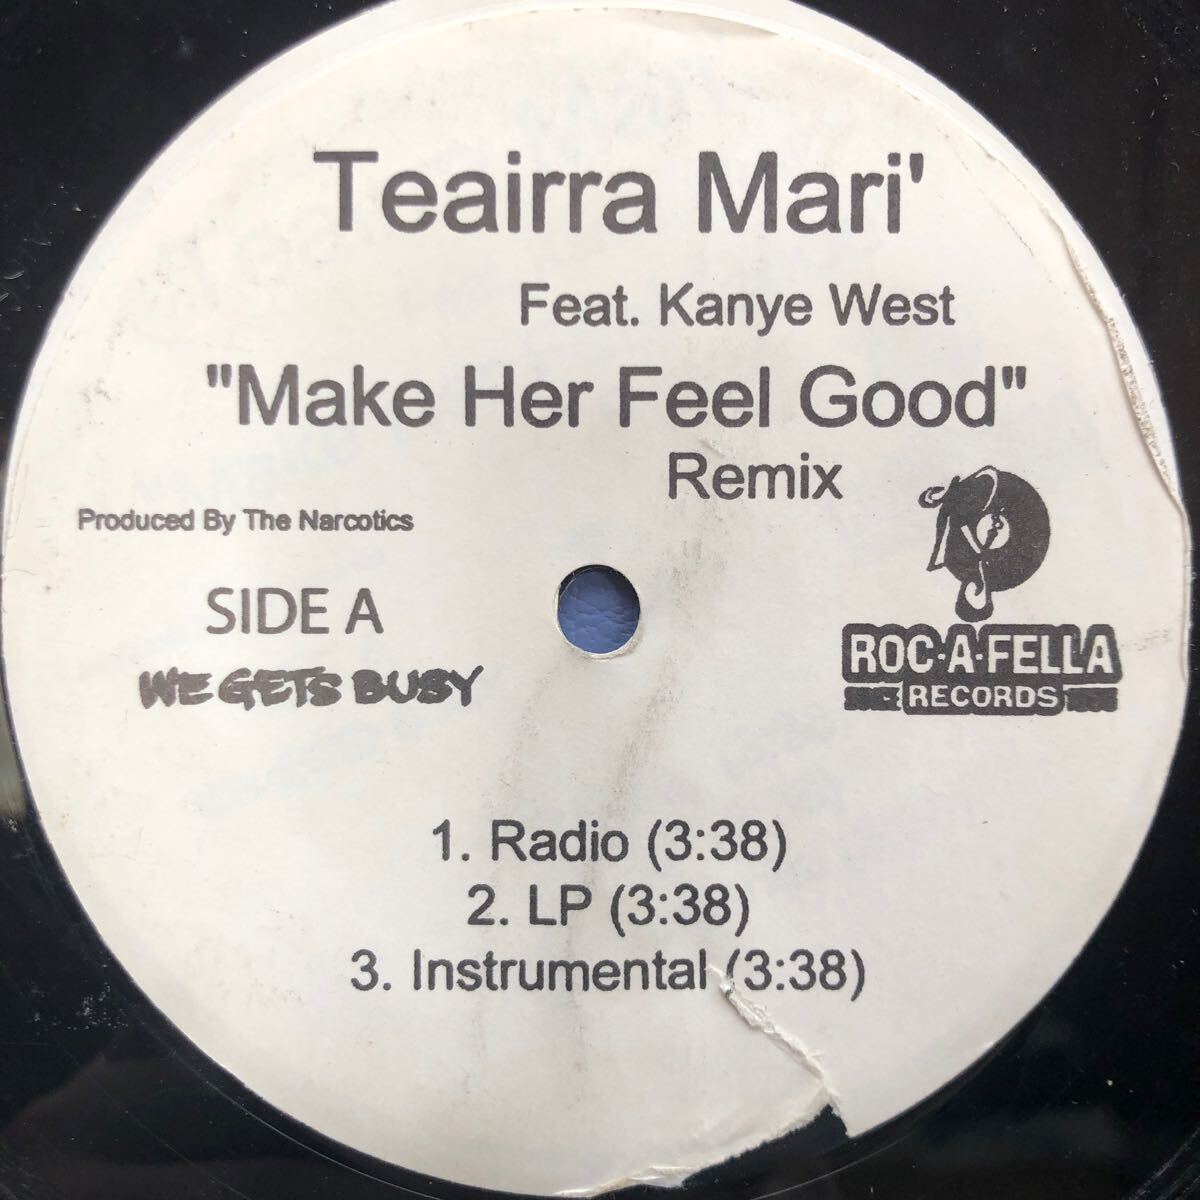 Teairra Mari'
Feat. Kanye West
"Make Her Feel Good"
Remix
Produced By The Narcotics
SIDE A
WE GETS BUSY
ROC·A·FELLA
RECORDS
1. Radio (3:38)
2. LP (3:38)
3. Instrumental (3:38)